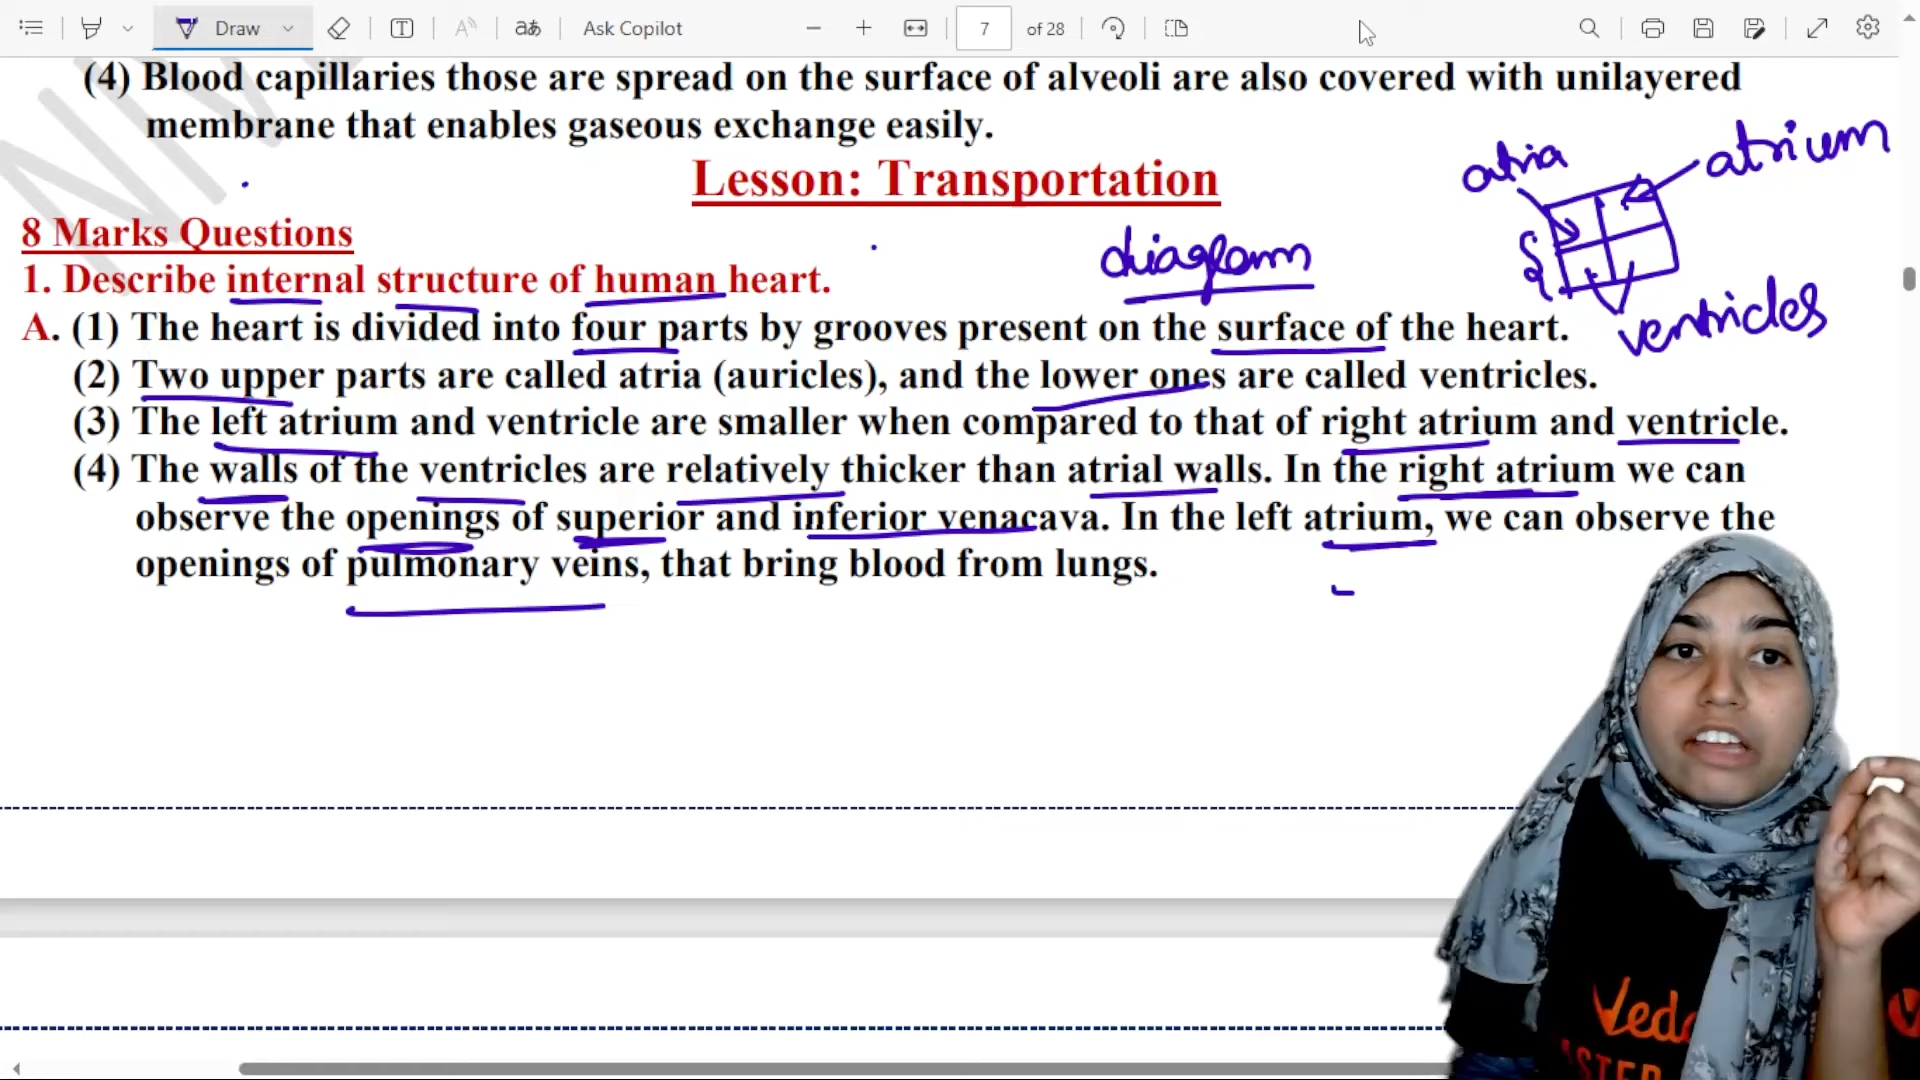 Draw
Ask Copilot
7 of 28
(4) Blood capillaries those are spread on the surface of alveoli are also covered with unilayered
membrane that enables gaseous exchange easily.
Lesson: Transportation
atria
atrium
8 Marks Questions
diagram
1. Describe internal structure of human heart.
ventricles
A. (1) The heart is divided into four parts by grooves present on the surface of the heart.
(2) Two upper parts are called atria (auricles), and the lower ones are called ventricles.
(3) The left atrium and ventricle are smaller when compared to that of right atrium and ventricle.
(4) The walls of the ventricles are relatively thicker than atrial walls. In the right atrium we can
observe the openings of superior and inferior venacava. In the left atrium, we can observe the
openings of pulmonary veins, that bring blood from lungs.